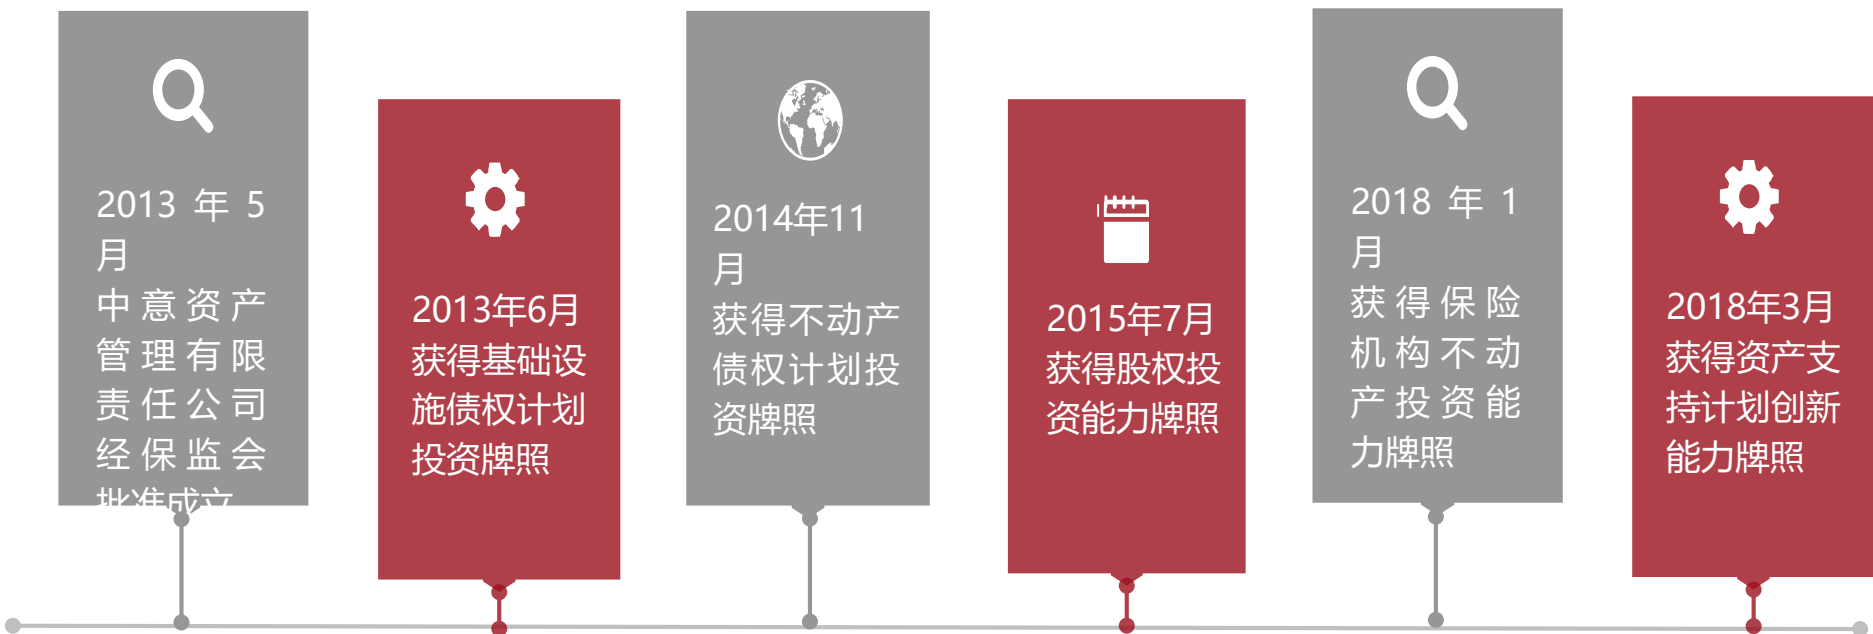 2013 年 5
月
中意资产
管理有限
责任公司
经保监会
批准成立
2013年6月
获得基础设
施债权计划
投资牌照
2014年11
月
获得不动产
债权计划投
资牌照
2015年7月
获得股权投
资能力牌照
2018 年 1
月
获得保险
机构不动
产投资能
力牌照
2018年3月
获得资产支
持计划创新
能力牌照